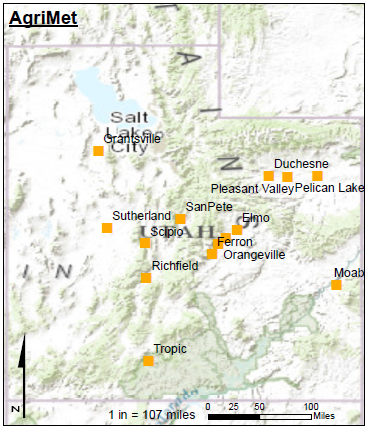 AgriMet
Salt
Lake
City
Grantsville
Duchesne
Pleasant Valley
Pelican Lake
SanPete
Sutherland
Elmo
UTAH
Scipio
Ferron
Orangeville
Richfield
Moab
Tropic
N
1 in = 107 miles
0 25 50 100
Miles